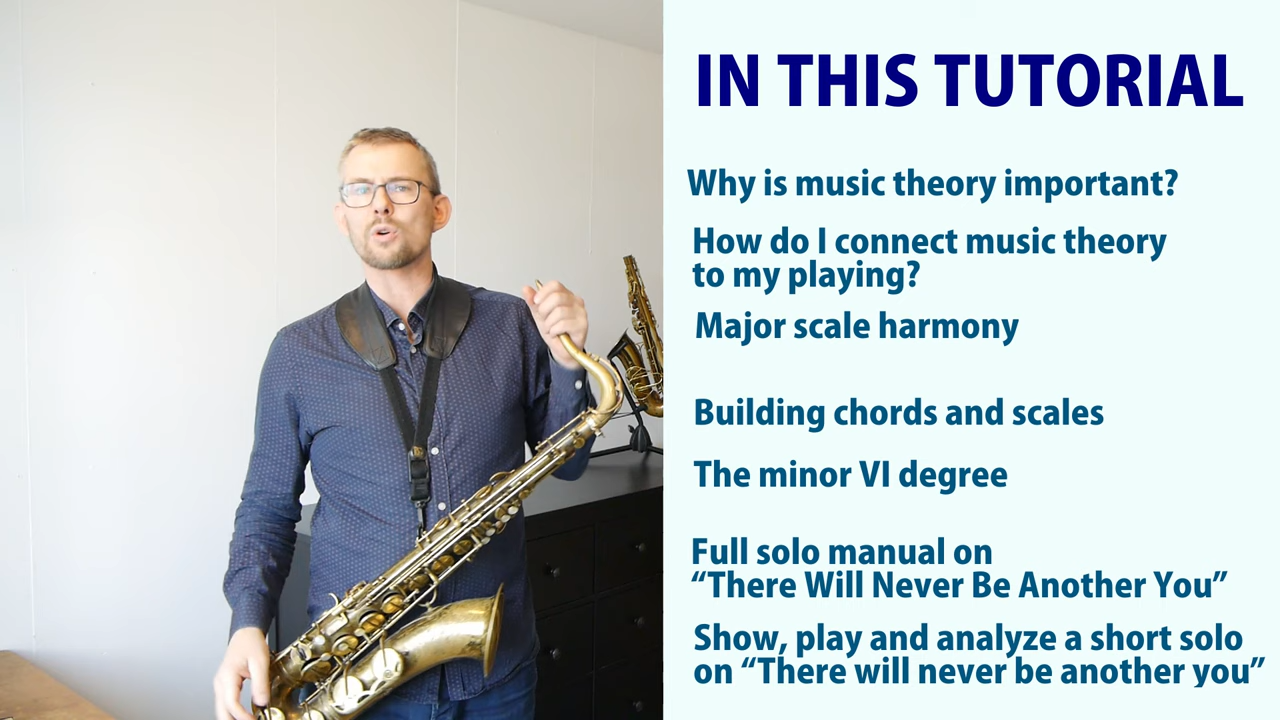 IN THIS TUTORIAL
Why is music theory important?
How do I connect music theory
to my playing?
Major scale harmony
Building chords and scales
The minor VI degree
Full solo manual on
“There Will Never Be Another You”
Show, play and analyze a short solo
on “There will never be another you”